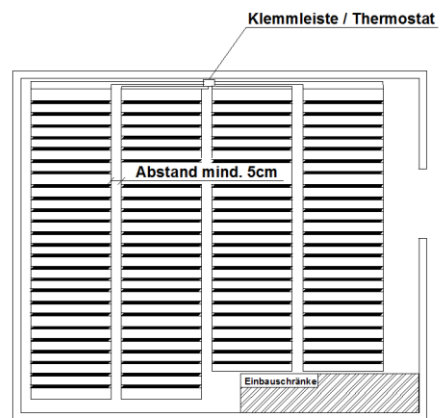 Klemmleiste / Thermostat
Abstand mind. 5cm
Einbauschränke